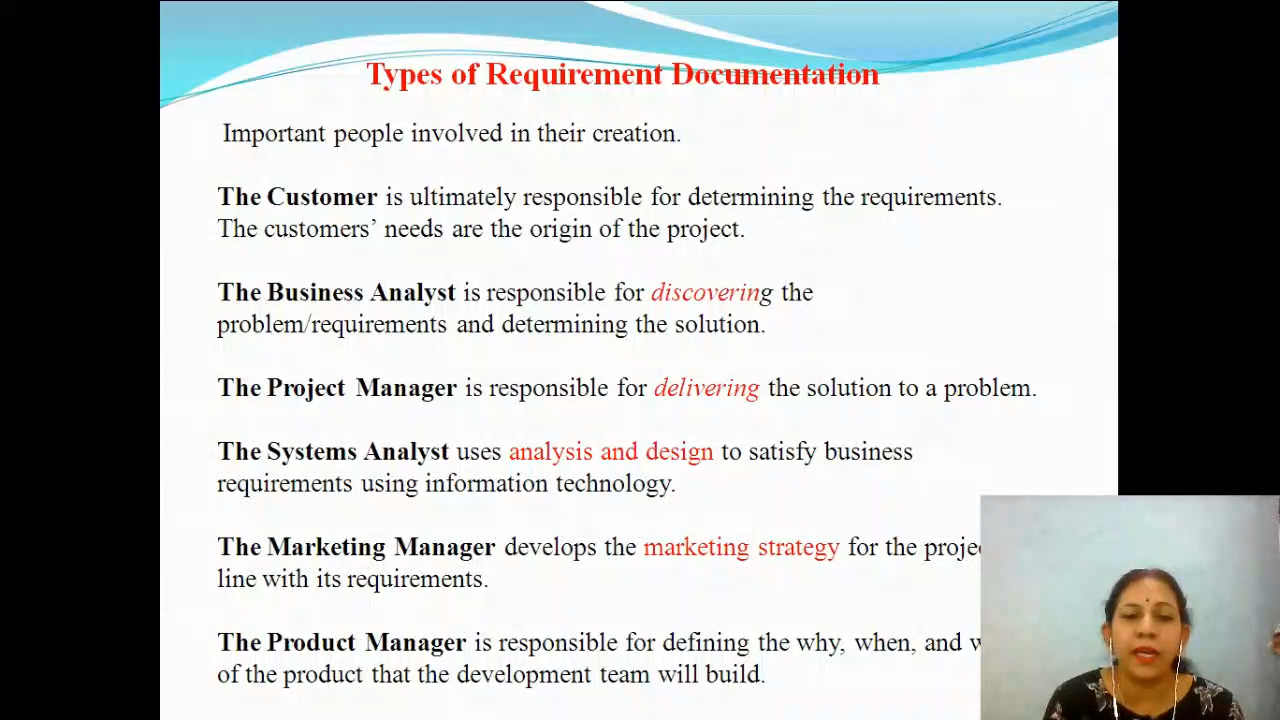 Types of Requirement Documentation
Important people involved in their creation.
The Customer is ultimately responsible for determining the requirements.
The customers’ needs are the origin of the project.
The Business Analyst is responsible for discovering the
problem/requirements and determining the solution.
The Project Manager is responsible for delivering the solution to a problem.
The Systems Analyst uses analysis and design to satisfy business
requirements using information technology.
The Marketing Manager develops the marketing strategy for the
line with its requirements.
The Product Manager is responsible for defining the why, when, and
of the product that the development team will build.